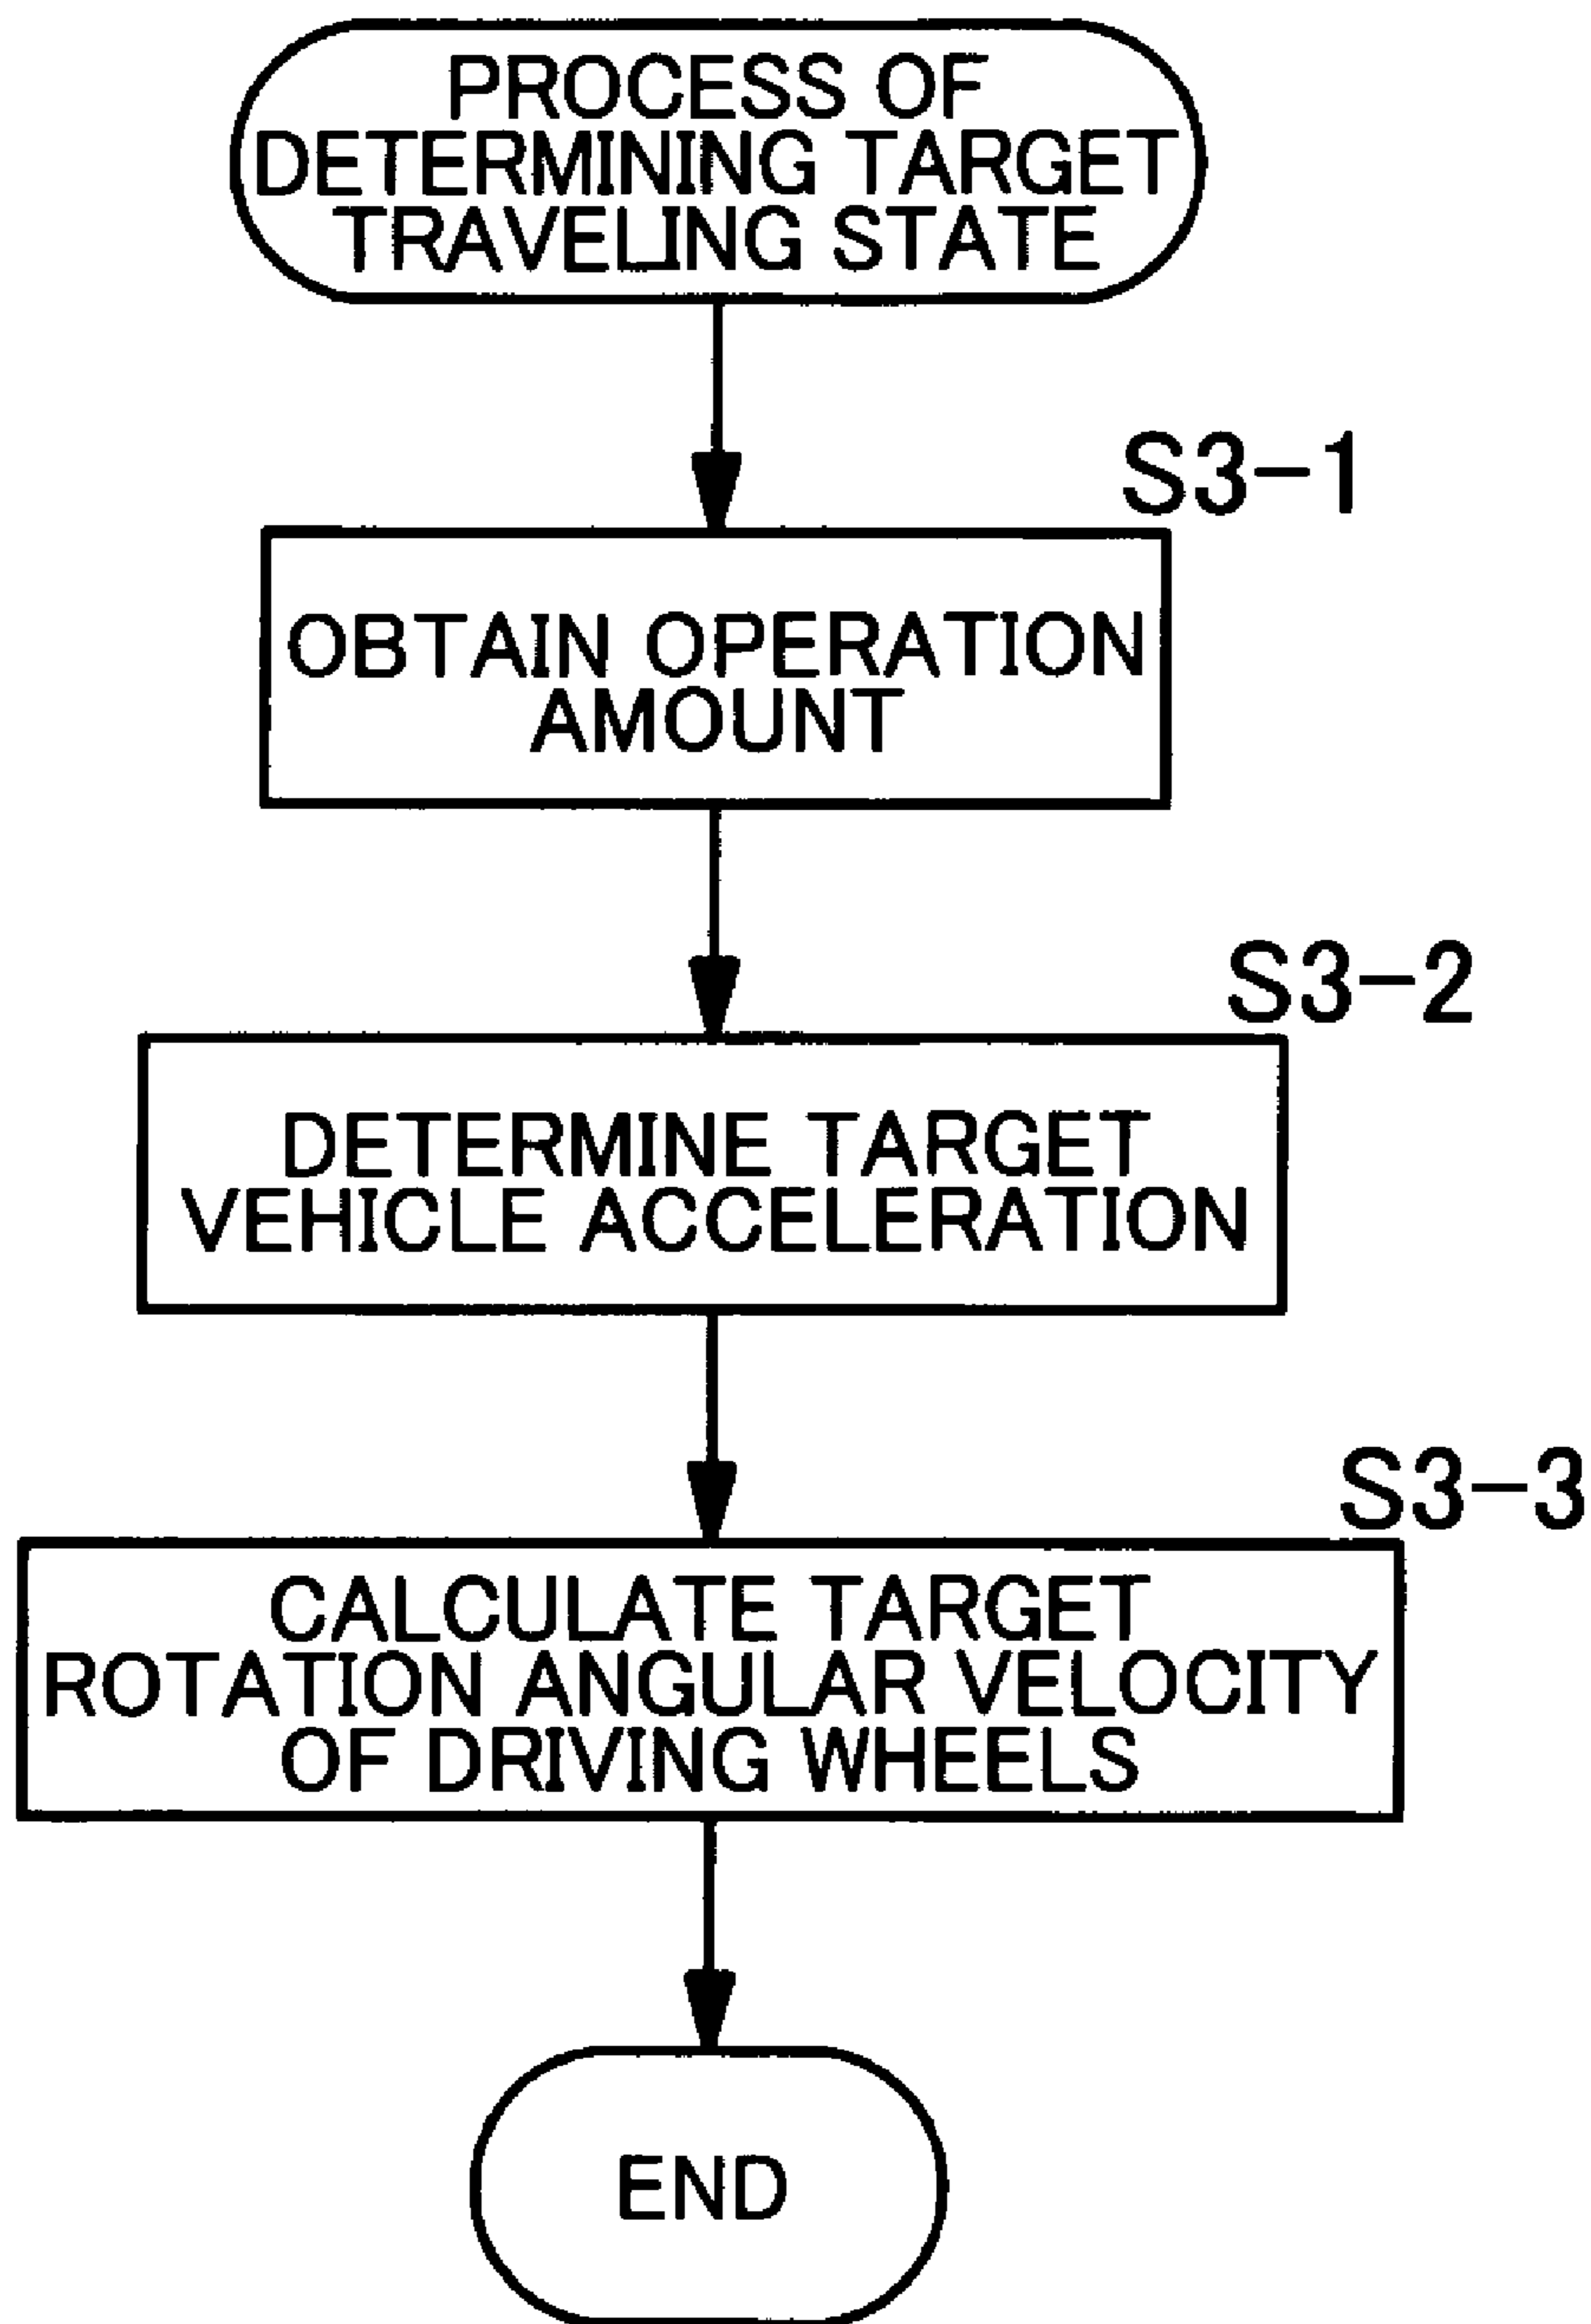 PROCESS OF
DETERMINING TARGET
TRAVELING STATE
S3-1
OBTAIN OPERATION
AMOUNT
S3-2
DETERMINE TARGET
VEHICLE ACCELERATION
S3-3
CALCULATE TARGET
ROTATION ANGULAR VELOCITY
OF DRIVING WHEELS
END